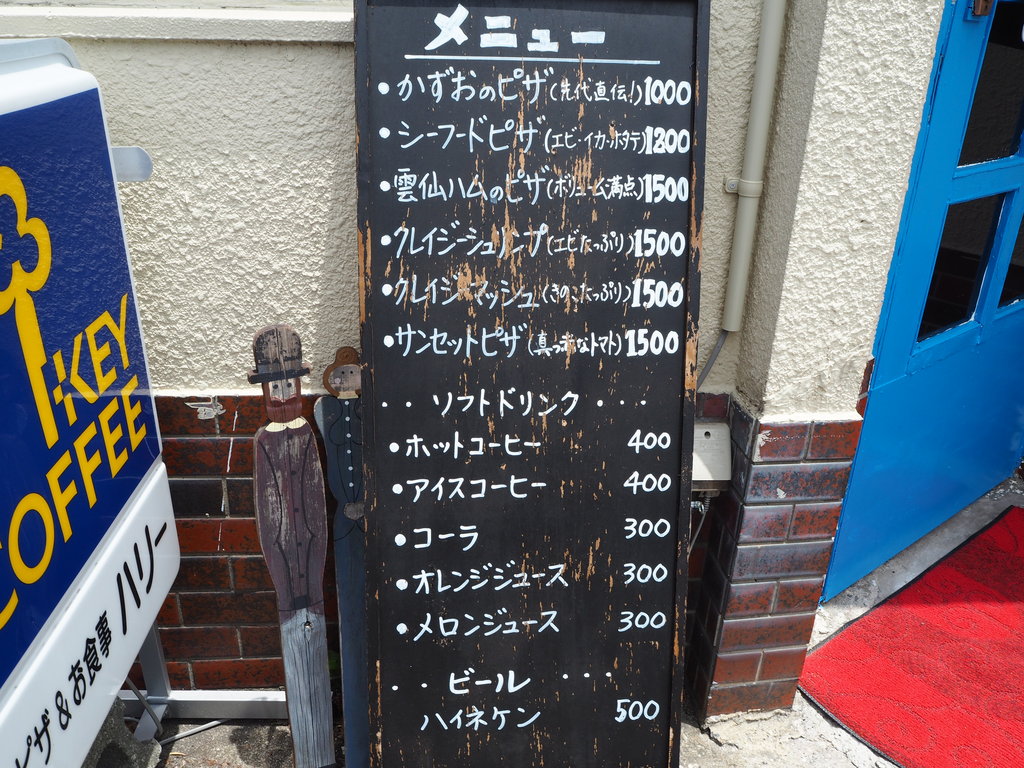 メニュー
・かずおのピザ(先代直伝!)1000
・シーフードピザ(エビ・イカ・ホタテ)1200
・雲仙ハムのピザ(ボリューム満点)1500
・クレイジーシュリンプ(エビたっぷり)1500
・クレイジーマッシュ(きのこたっぷり)1500
・サンセットピザ(真っ赤なトマト)1500
・・ソフトドリンク・・・
・ホットコーヒー 400
・アイスコーヒー 400
・コーラ 300
・オレンジジュース 300
・メロンジュース 300
・・ビール・・・
ハイネケン 500
KEY
COFFEE
ピザ&お食事 ハリー